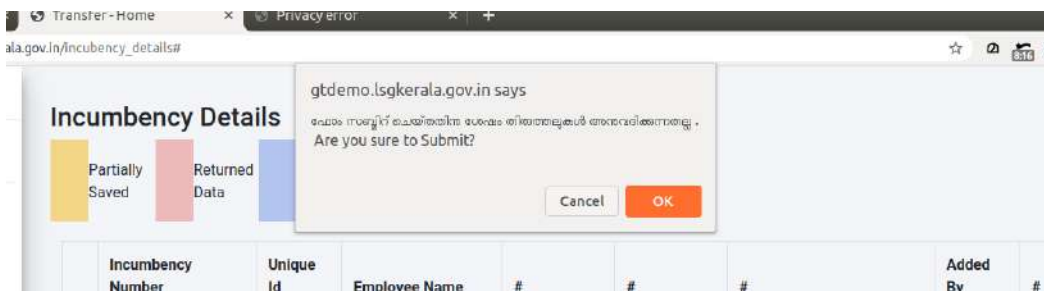 Transfer - Home × Privacy error × +
ala.gov.in/incubency_details#
8:16
gtdemo.lsgkerala.gov.in says
ഫോം സബ്മിറ്റ് ചെയ്തതിനു ശേഷം തിരുത്തലുകൾ അനുവദിക്കുന്നതല്ല .
Are you sure to Submit?
Cancel OK
Incumbency Details
Partially Saved
Returned Data
Incumbency Number
Unique Id
Employee Name
#
#
#
Added By
#